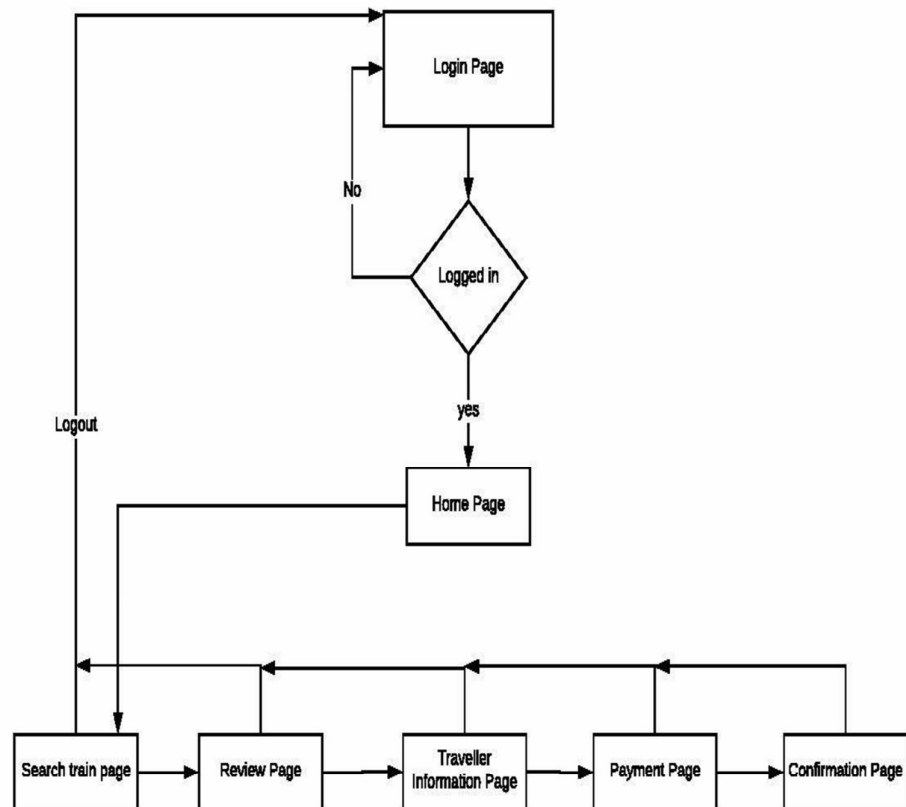 Login Page
No
Logged in
yes
Logout
Home Page
Search train page
Review Page
Traveller
Information Page
Payment Page
Confirmation Page